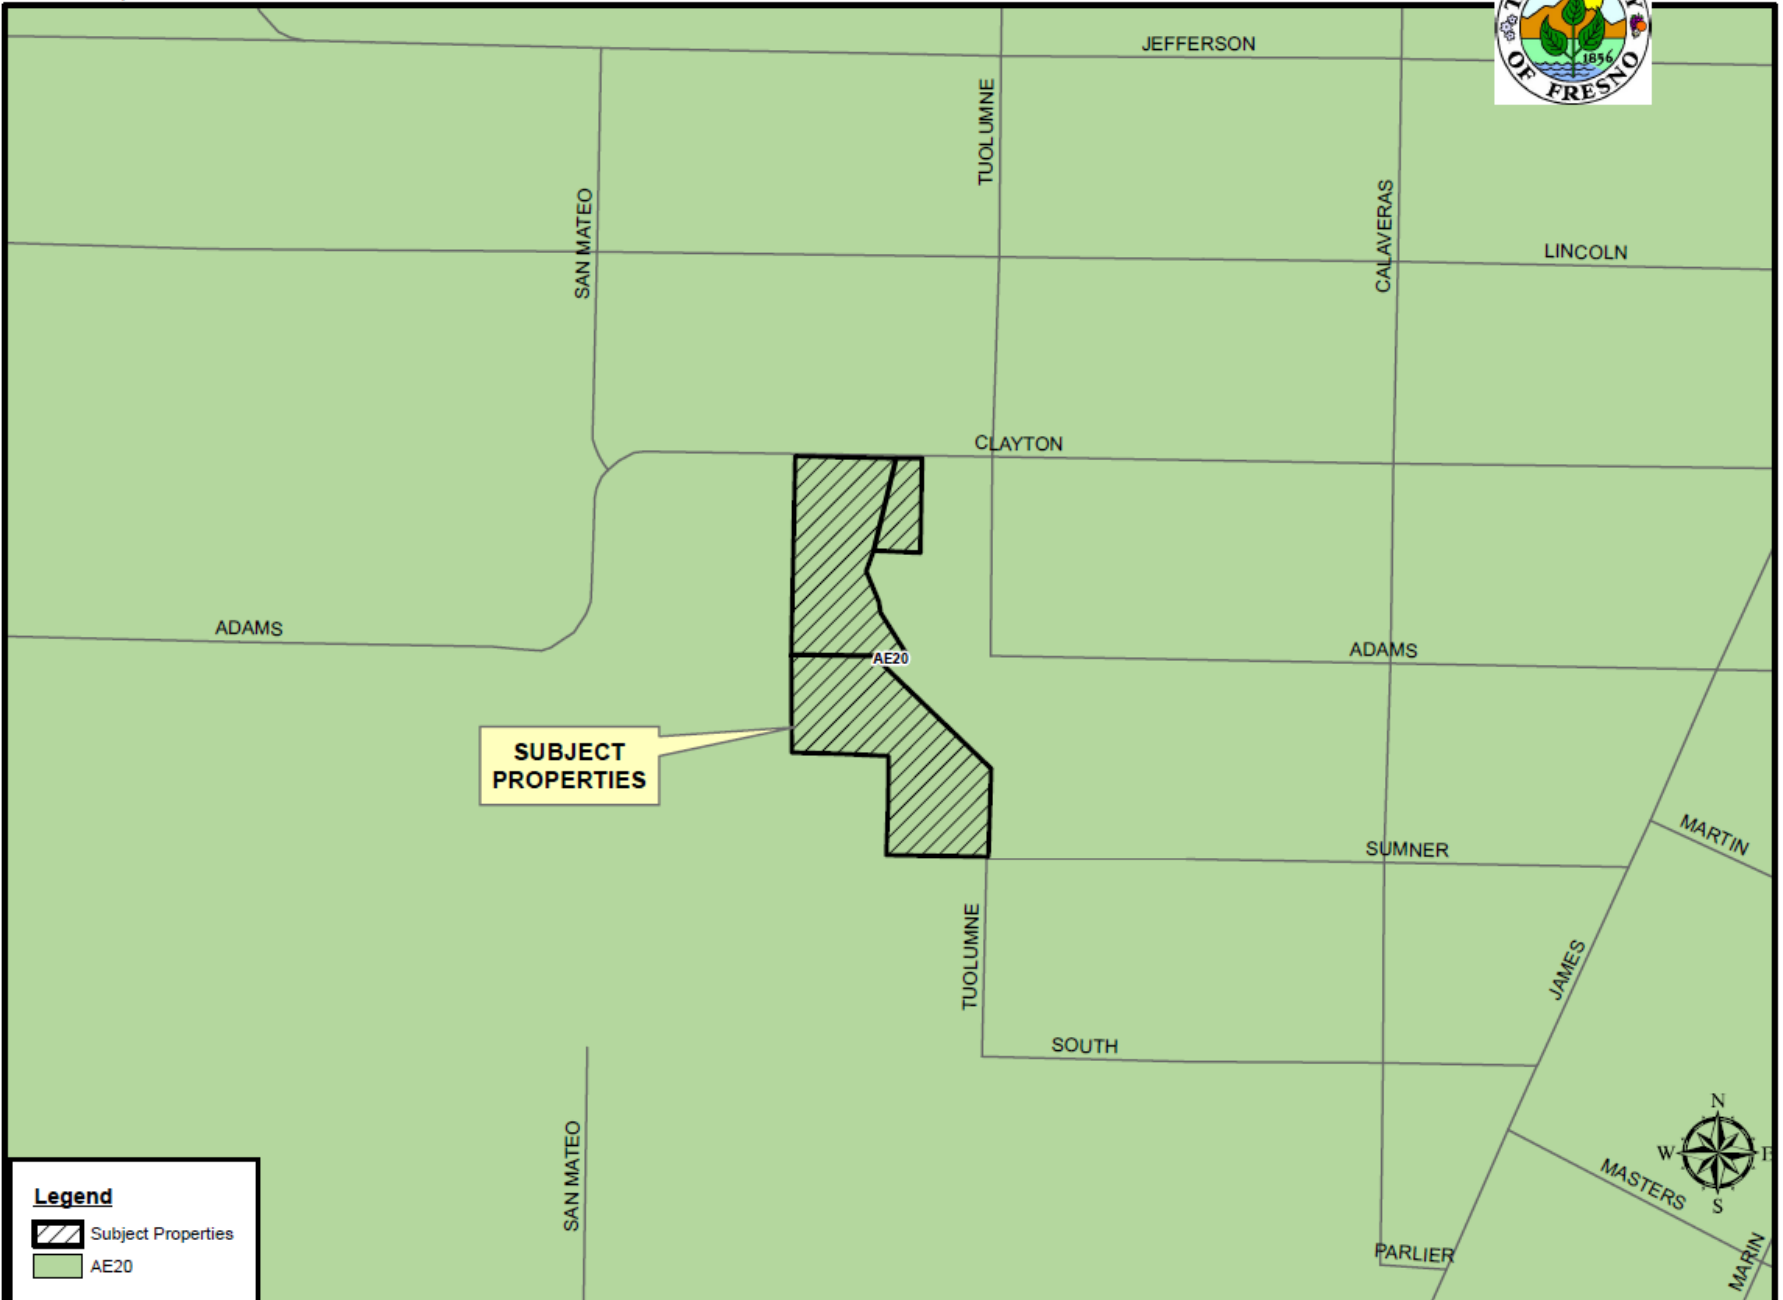 JEFFERSON
1856
OF FRESNO
TUOLUMNE
SAN MATEO
CALAVERAS
LINCOLN
CLAYTON
ADAMS
ADAMS
AE20
SUBJECT
PROPERTIES
SUMNER
MARTIN
TUOLUMNE
JAMES
SOUTH
N
W
E
S
SAN MATEO
MASTERS
PARLIER
MARIN
Legend
Subject Properties
AE20